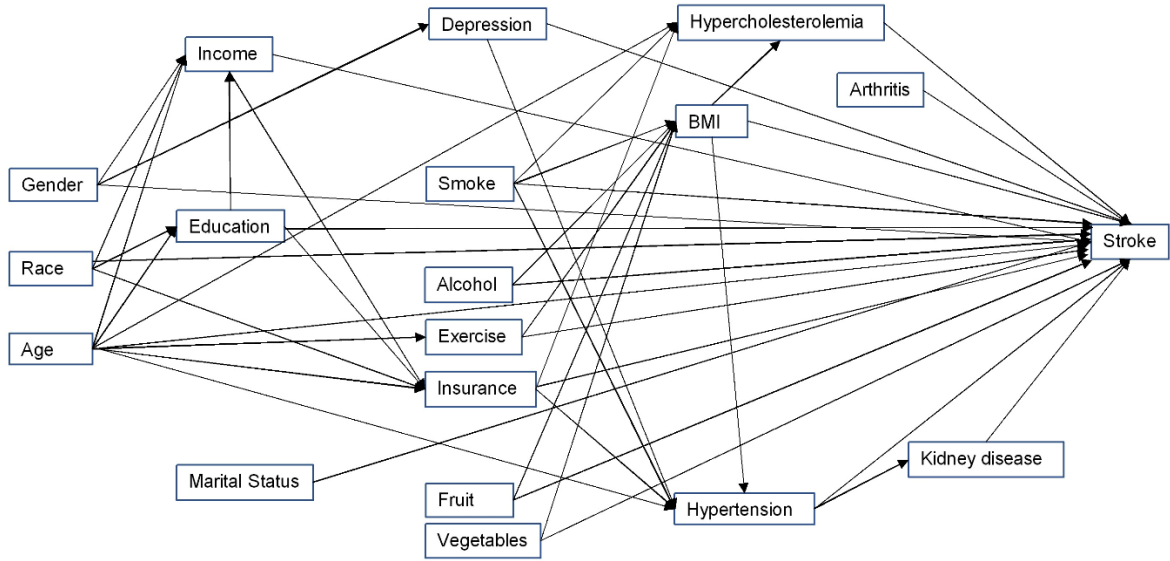 Depression
Hypercholesterolemia
Income
Arthritis
BMI
Gender
Smoke
Education
Stroke
Race
Alcohol
Exercise
Age
Insurance
Kidney disease
Marital Status
Fruit
Hypertension
Vegetables